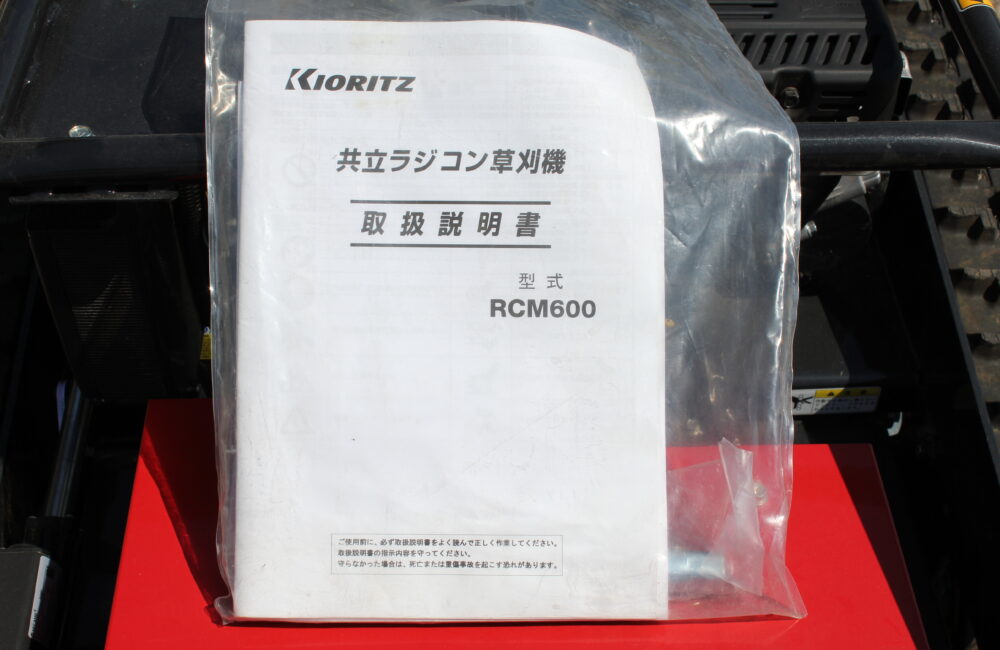 KIORITZ
共立ラジコン草刈機
取扱説明書
型式
RCM600
ご使用前に、必ず取扱説明書をよく読んで正しく作業してください。
取扱説明書の指示内容を守ってください。
守らなかった場合は、死亡または重傷事故を起こす恐れがあります。